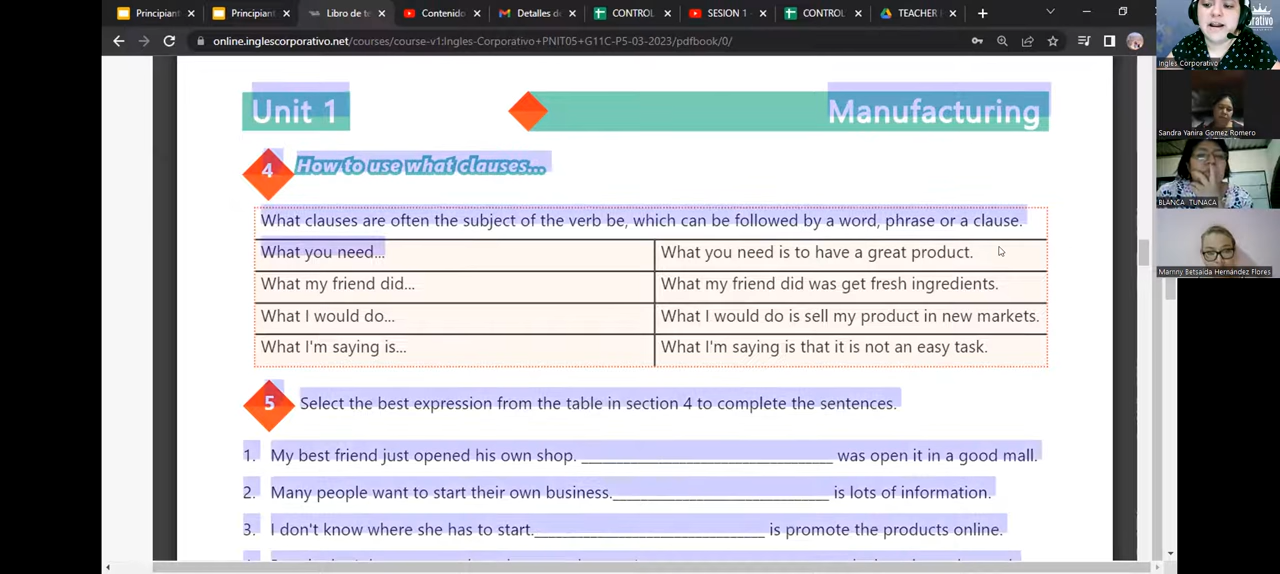 Principiant
Principiant
Libro de te
Contenido
Detalles de
CONTROL
SESION 1 -
CONTROL
TEACHER
online.inglescorporativo.net/courses/course-v1:Ingles-Corporativo+PNIT05+G11C-P5-03-2023/pdfbook/0/
Ingles Corporativo
Sandra Yanira Gomez Romero
BLANCA TUNACA
Marnny Betsaida Hernández Flores
Unit 1
Manufacturing
4 How to use what clauses...
What clauses are often the subject of the verb be, which can be followed by a word, phrase or a clause.
What you need... What you need is to have a great product.
What my friend did... What my friend did was get fresh ingredients.
What I would do... What I would do is sell my product in new markets.
What I'm saying is... What I'm saying is that it is not an easy task.
5 Select the best expression from the table in section 4 to complete the sentences.
1. My best friend just opened his own shop. ____________________ was open it in a good mall.
2. Many people want to start their own business.____________________ is lots of information.
3. I don't know where she has to start.____________________ is promote the products online.